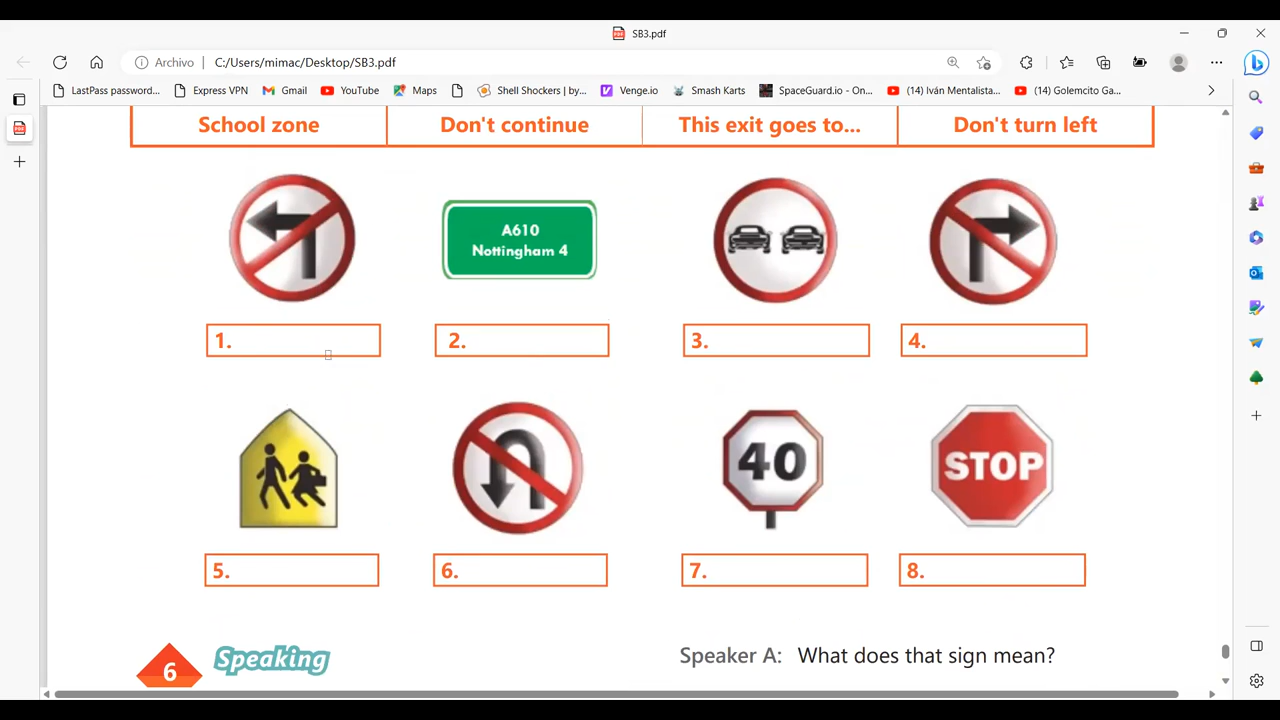 SB3.pdf
Archivo C:/Users/mimac/Desktop/SB3.pdf
LastPass password... Express VPN Gmail YouTube Maps Shell Shockers | by... Venge.io Smash Karts SpaceGuard.io - On... (14) Iván Mentalista... (14) Golemcito Ga...
School zone Don't continue This exit goes to... Don't turn left
A610
Nottingham 4
1. 2. 3. 4.
40 STOP
5. 6. 7. 8.
6 Speaking Speaker A: What does that sign mean?